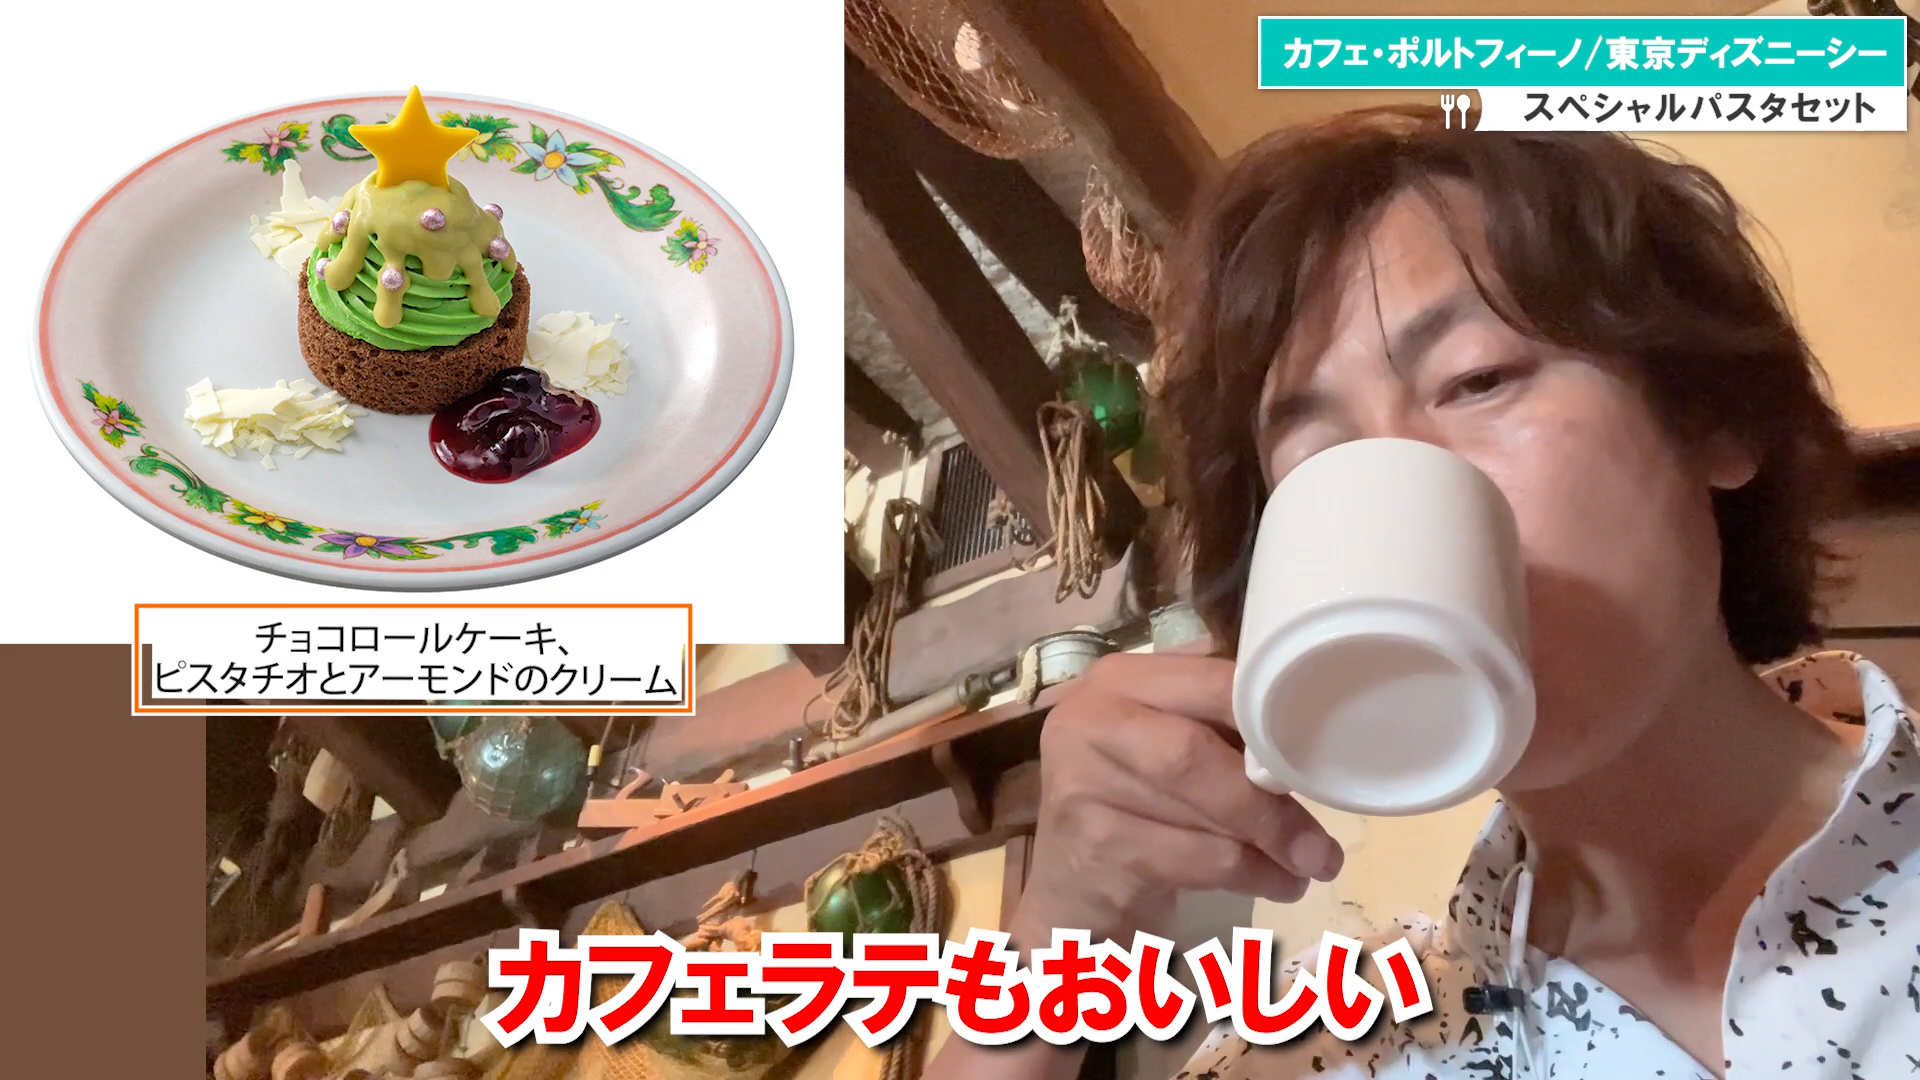 カフェ・ポルトフィーノ/東京ディズニーシー
スペシャルパスタセット
チョコロールケーキ、
ピスタチオとアーモンドのクリーム
カフェラテもおいしい